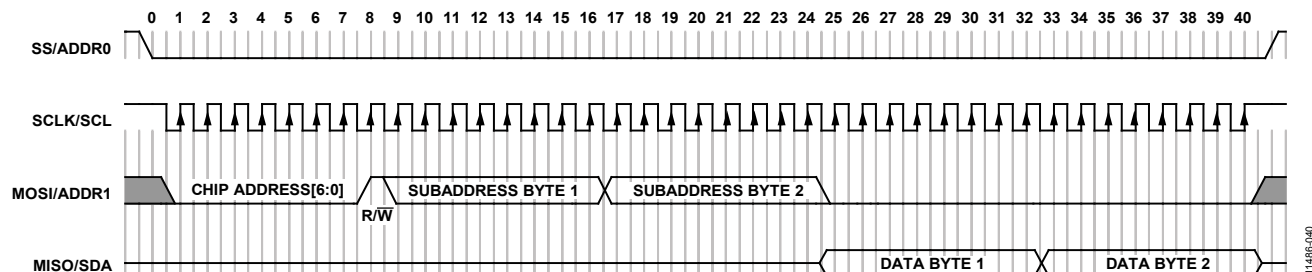 0 1 2 3 4 5 6 7 8 9 10 11 12 13 14 15 16 17 18 19 20 21 22 23 24 25 26 27 28 29 30 31 32 33 34 35 36 37 38 39 40
SS/ADDR0
SCLK/SCL
MOSI/ADDR1 CHIP ADDRESS[6:0] SUBADDRESS BYTE 1 SUBADDRESS BYTE 2
R/W̅
MISO/SDA DATA BYTE 1 DATA BYTE 2